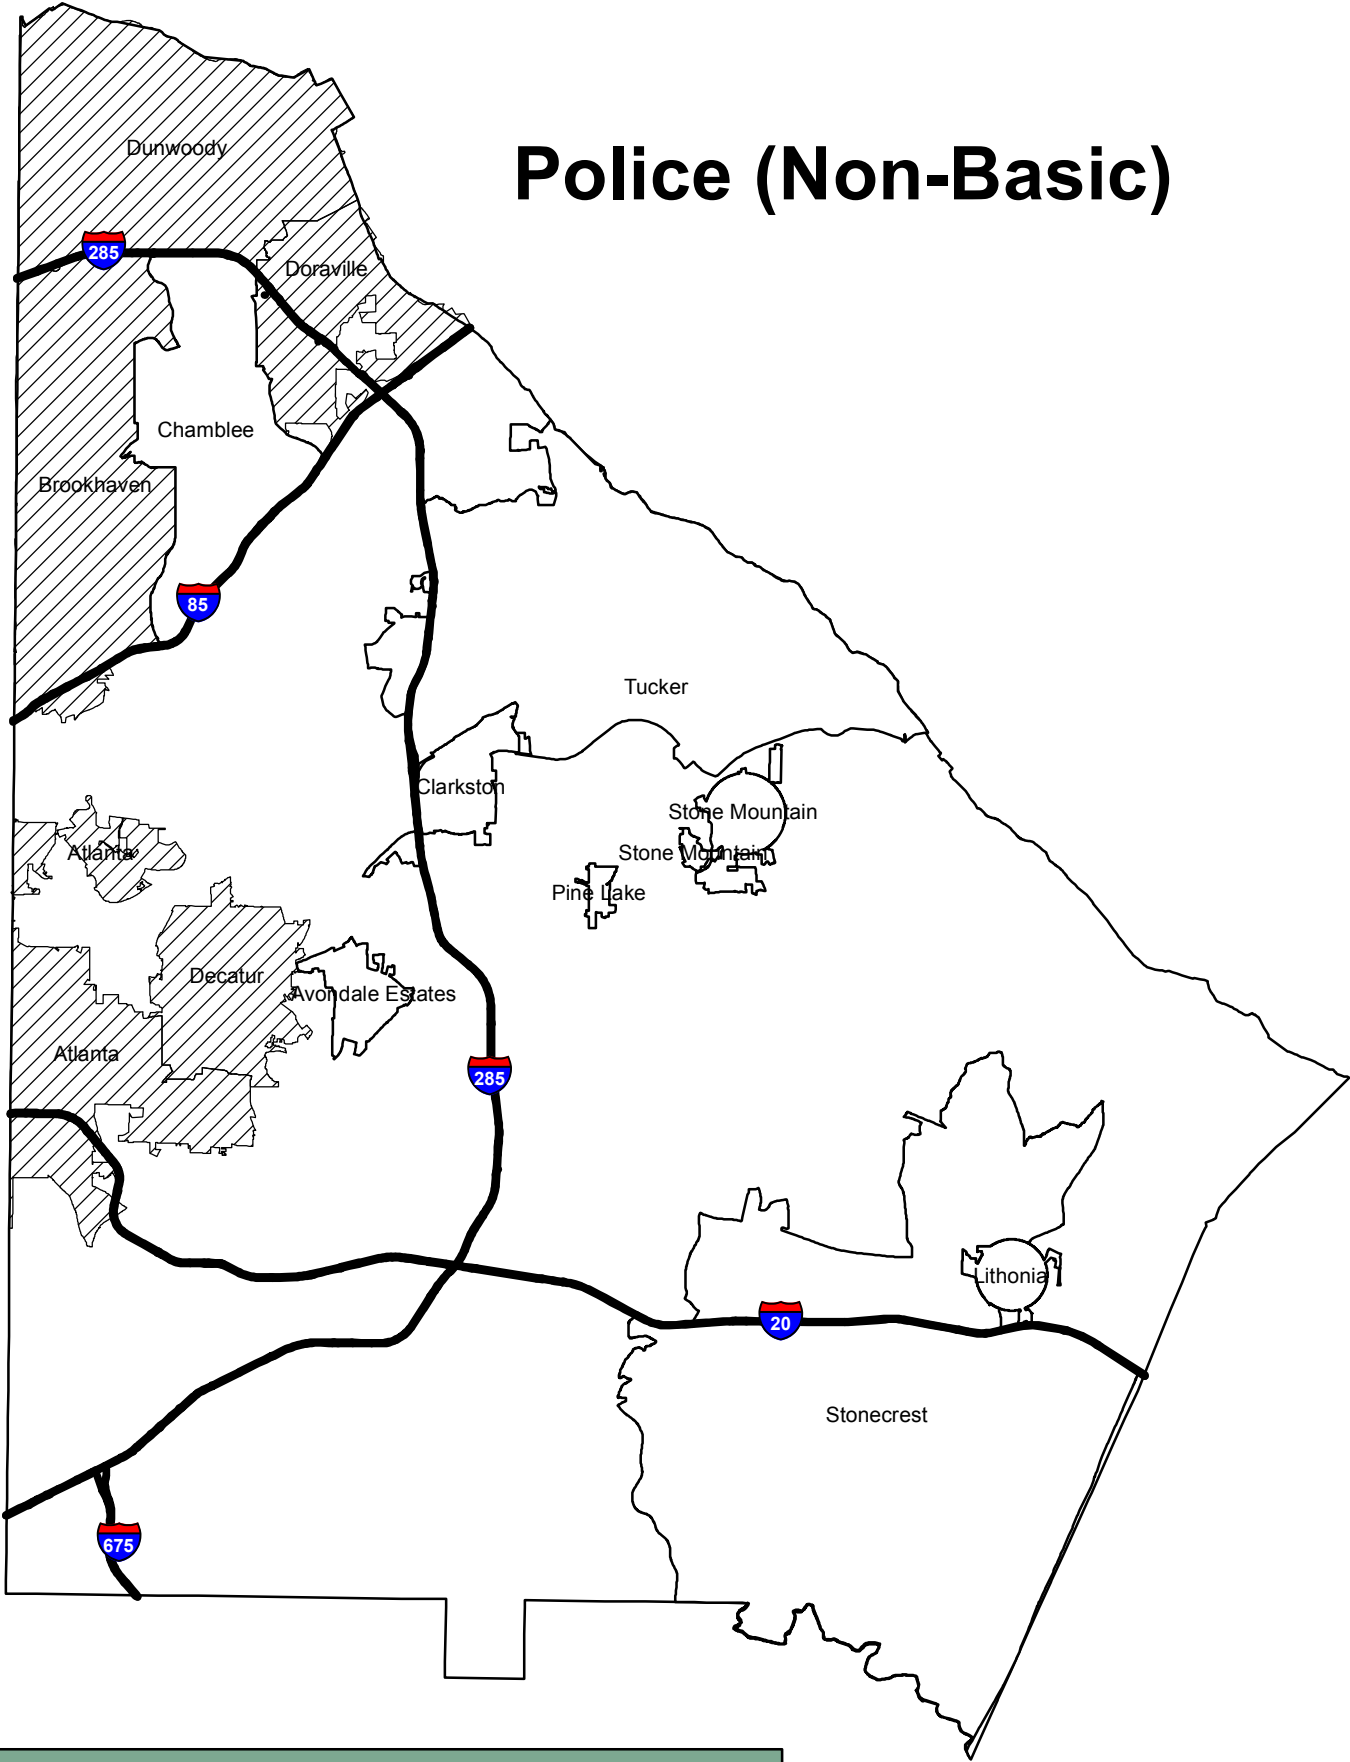 Dunwoody
Police (Non-Basic)
285
Doraville
Chamblee
Brookhaven
85
Tucker
Clarkston
Stone Mountain
Atlanta
Stone Mountain
Pine Lake
Decatur
Avondale Estates
Atlanta
285
Lithonia
20
Stonecrest
675